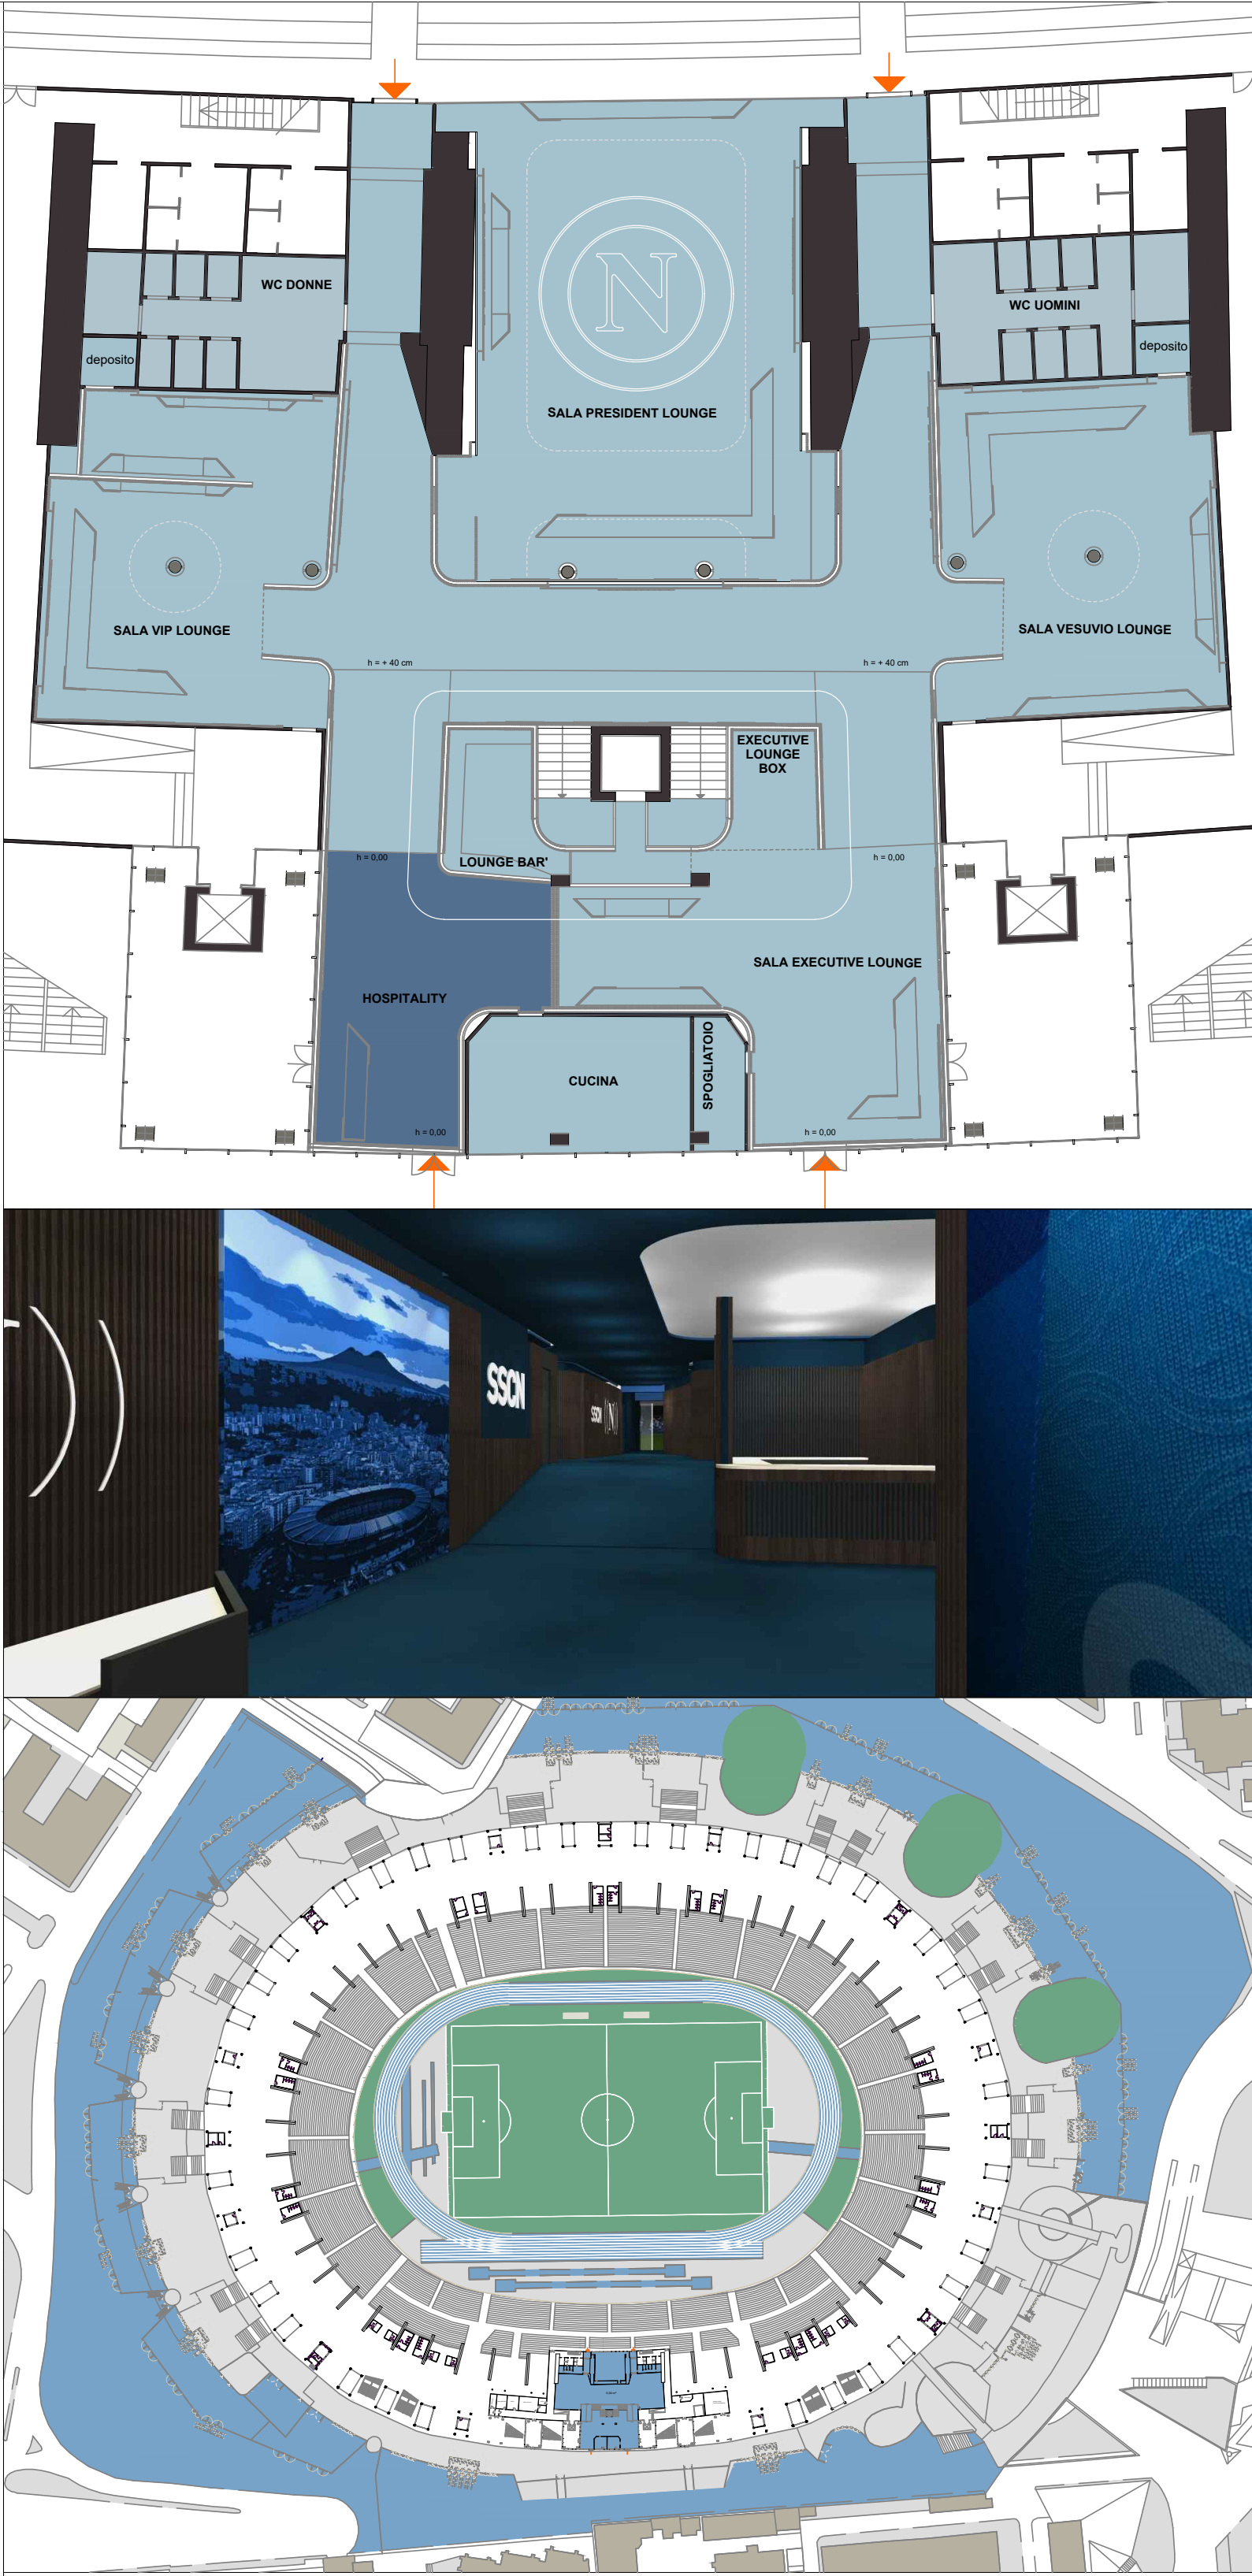 WC DONNE
N
WC UOMINI
deposito
deposito
SALA PRESIDENT LOUNGE
SALA VIP LOUNGE
SALA VESUVIO LOUNGE
h = + 40 cm
h = + 40 cm
EXECUTIVE
LOUNGE
BOX
h = 0,00
LOUNGE BAR'
h = 0,00
SALA EXECUTIVE LOUNGE
HOSPITALITY
CUCINA
SPOGLIATOIO
h = 0,00
h = 0,00
SSCN
SSCN